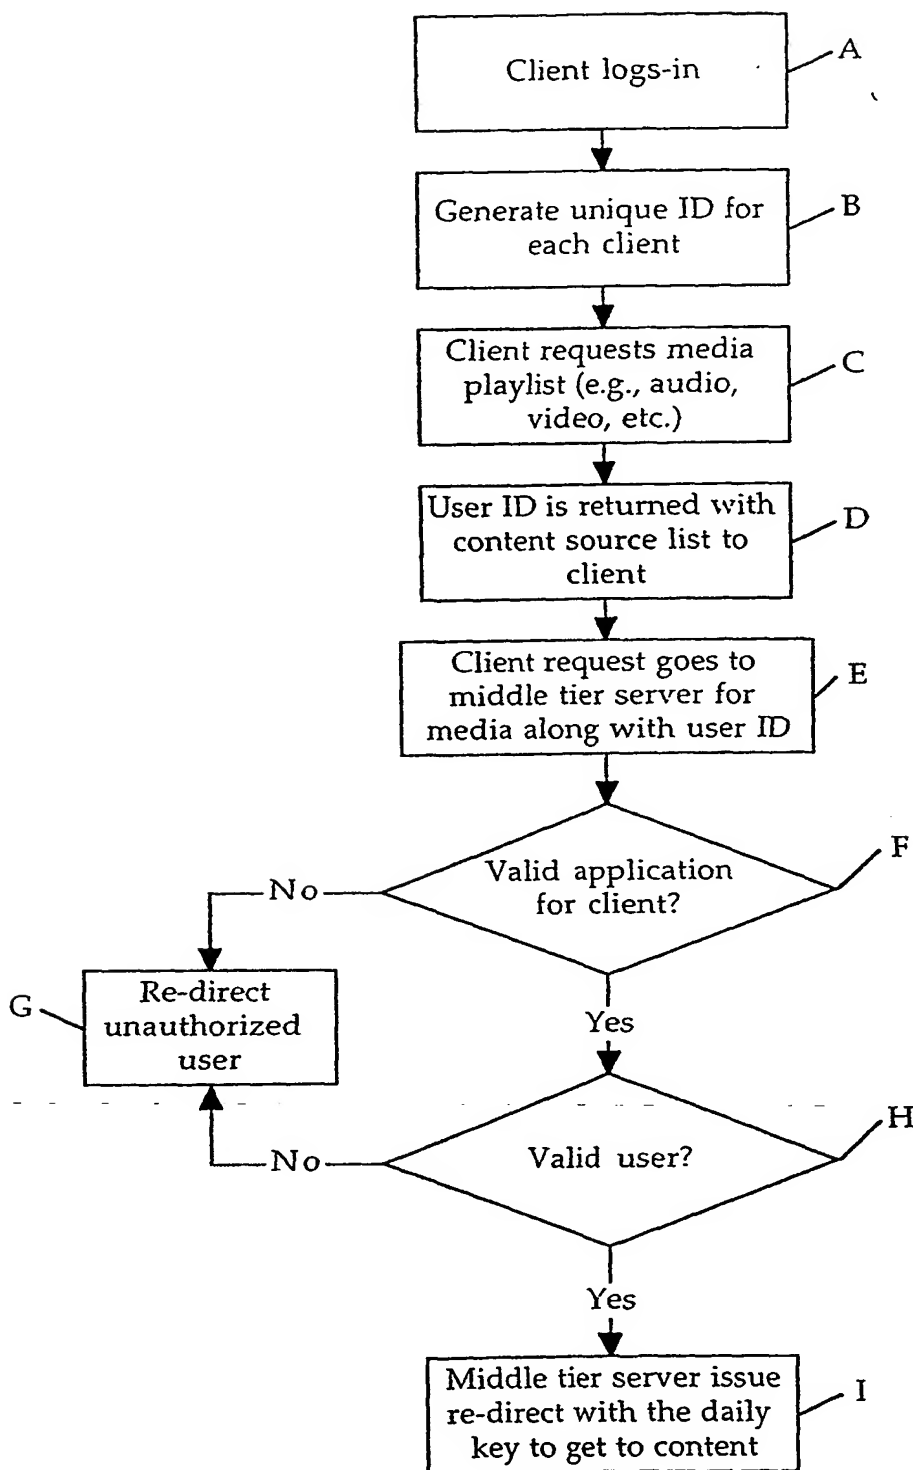 Client logs-in
A
Generate unique ID for
each client
B
Client requests media
playlist (e.g., audio,
video, etc.)
C
User ID is returned with
content source list to
client
D
Client request goes to
middle tier server for
media along with user ID
E
Valid application
for client?
F
No
Re-direct
unauthorized
user
G
Yes
Valid user?
H
No
Yes
Middle tier server issue
re-direct with the daily
key to get to content
I